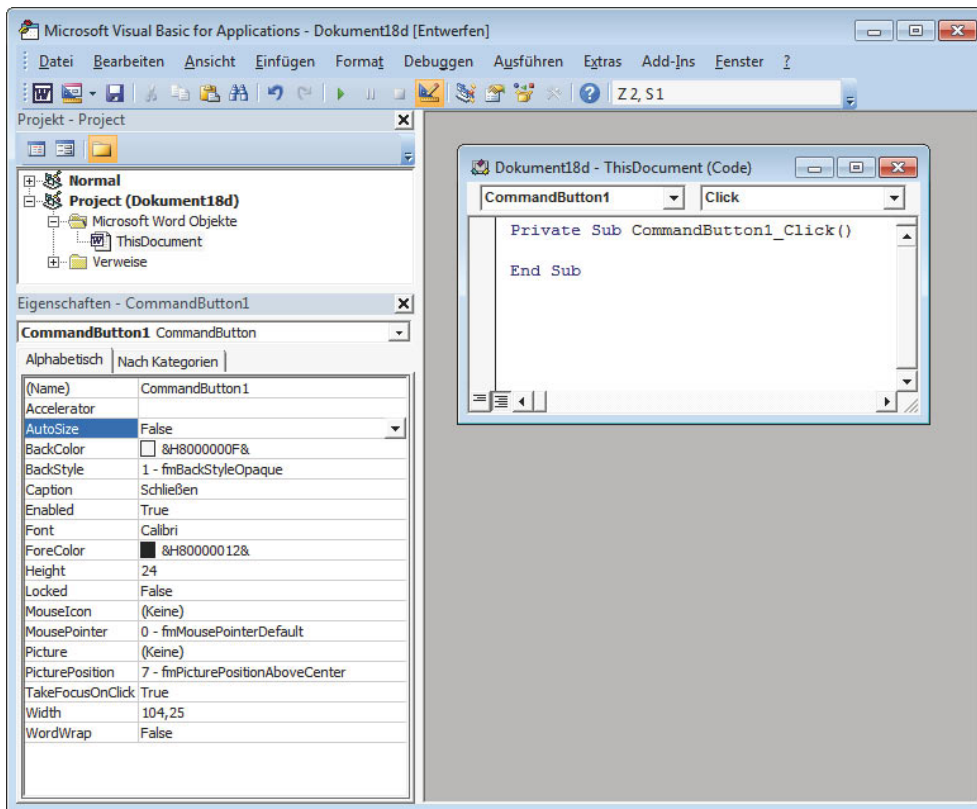 Microsoft Visual Basic for Applications - Dokument18d [Entwerfen]
Datei Bearbeiten Ansicht Einfügen Format Debuggen Ausführen Extras Add-Ins Fenster ?
Z 2, S 1
Projekt - Project
Normal
Project (Dokument18d)
Microsoft Word Objekte
ThisDocument
Verweise
Eigenschaften - CommandButton1
CommandButton1 CommandButton
Alphabetisch Nach Kategorien
(Name) CommandButton1
Accelerator
AutoSize False
BackColor &H8000000F&
BackStyle 1 - fmBackStyleOpaque
Caption Schließen
Enabled True
Font Calibri
ForeColor &H80000012&
Height 24
Locked False
MouseIcon (Keine)
MousePointer 0 - fmMousePointerDefault
Picture (Keine)
PicturePosition 7 - fmPicturePositionAboveCenter
TakeFocusOnClick True
Width 104,25
WordWrap False
Dokument18d - ThisDocument (Code)
CommandButton1 Click
Private Sub CommandButton1_Click()
End Sub